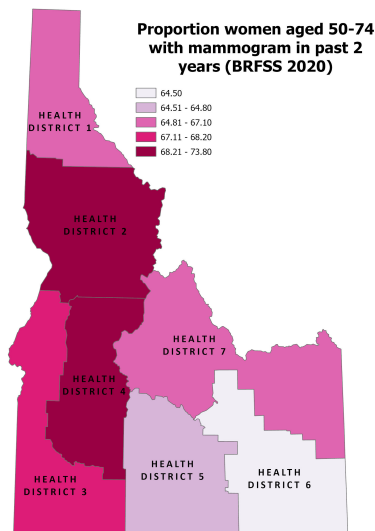 Proportion women aged 50-74
with mammogram in past 2
years (BRFSS 2020)
64.50
64.51 - 64.80
64.81 - 67.10
67.11 - 68.20
68.21 - 73.80
HEALTH
DISTRICT 1
HEALTH
DISTRICT 2
HEALTH
DISTRICT 7
HEALTH
DISTRICT 4
HEALTH
DISTRICT 3
HEALTH
DISTRICT 5
HEALTH
DISTRICT 6